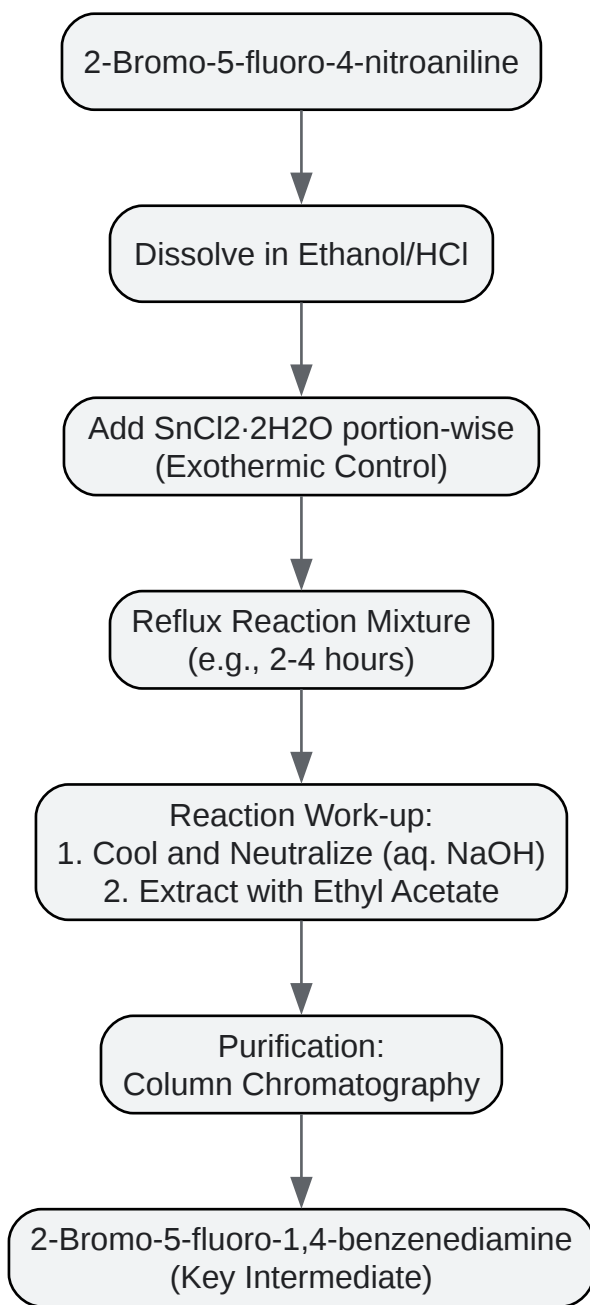 2-Bromo-5-fluoro-4-nitroaniline
Dissolve in Ethanol/HCl
Add SnCl2·2H2O portion-wise
(Exothermic Control)
Reflux Reaction Mixture
(e.g., 2-4 hours)
Reaction Work-up:
1. Cool and Neutralize (aq. NaOH)
2. Extract with Ethyl Acetate
Purification:
Column Chromatography
2-Bromo-5-fluoro-1,4-benzenediamine
(Key Intermediate)